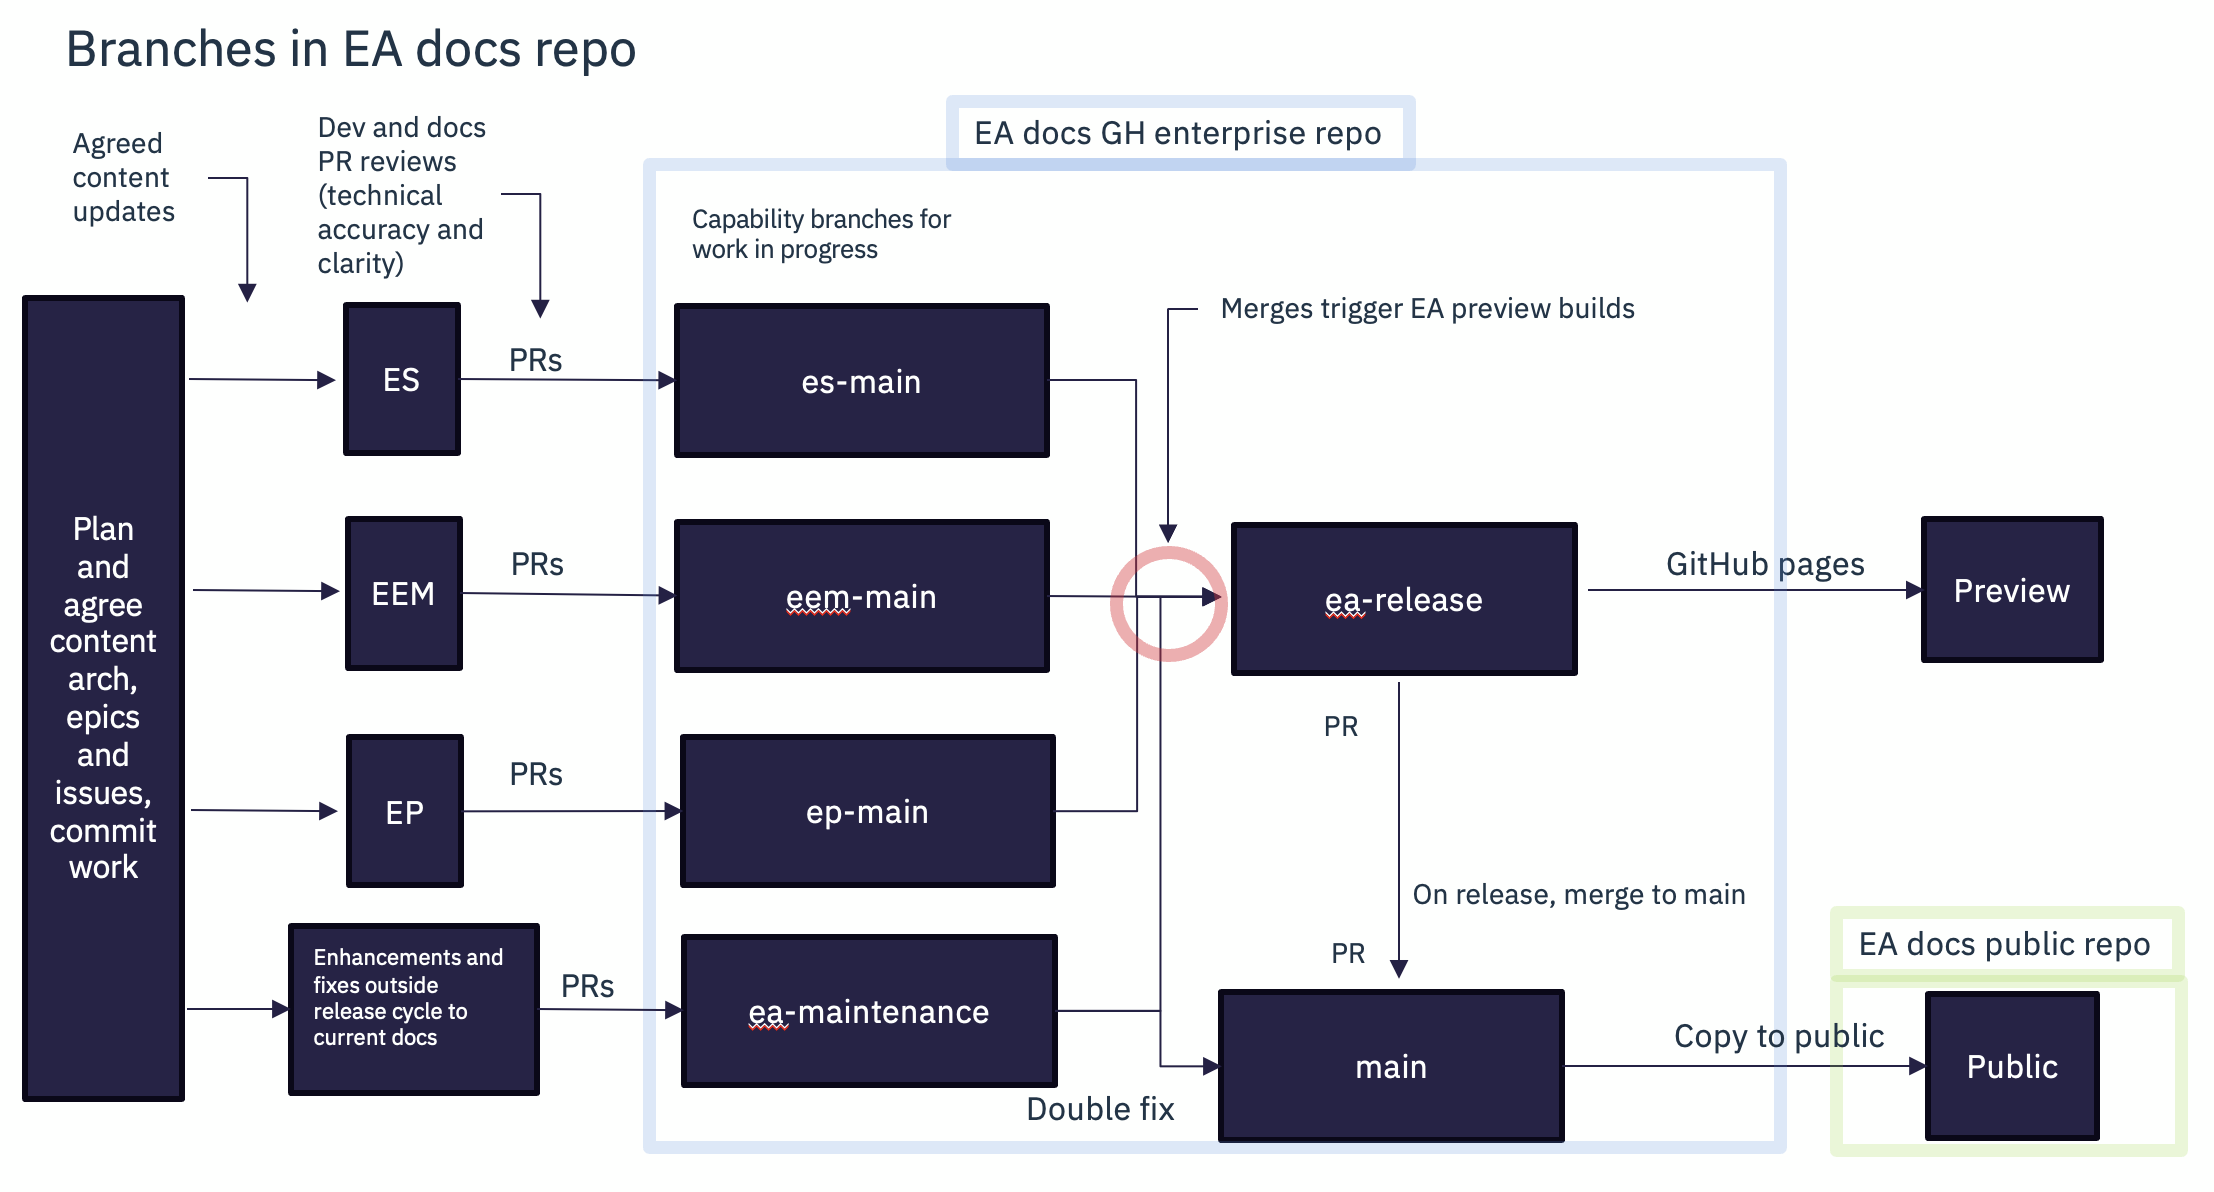 Branches in EA docs repo
Agreed
content
updates
Dev and docs
PR reviews
(technical
accuracy and
clarity)
EA docs GH enterprise repo
Capability branches for
work in progress
Merges trigger EA preview builds
Plan
and
agree
content
arch,
epics
and
issues,
commit
work
ES
PRs
es-main
EEM
PRs
eem-main
ea-release
GitHub pages
Preview
EP
PRs
ep-main
PR
On release, merge to main
PR
Enhancements and
fixes outside
release cycle to
current docs
PRs
ea-maintenance
Double fix
main
Copy to public
EA docs public repo
Public